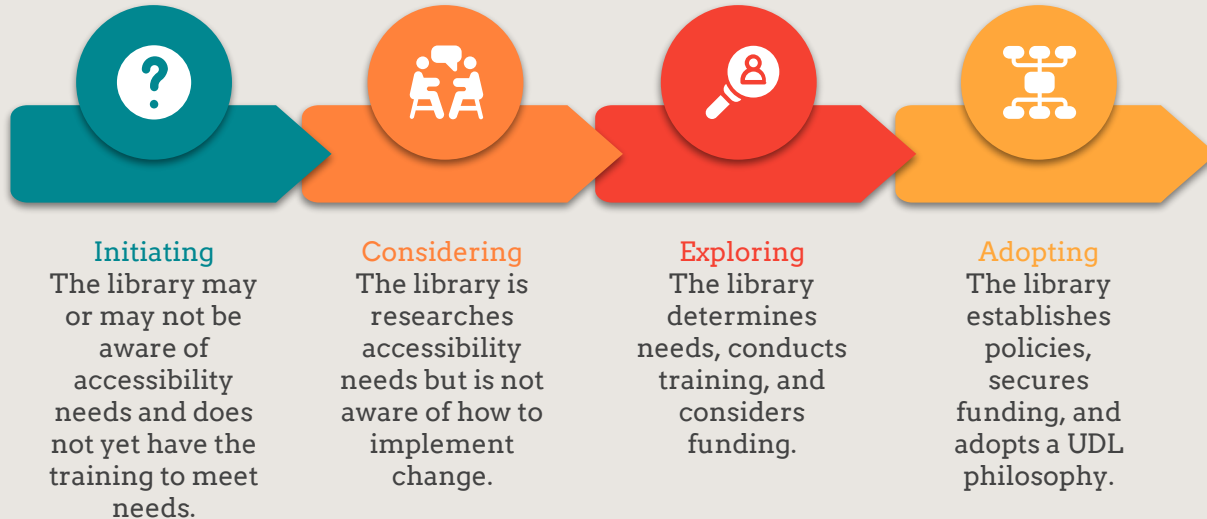 Initiating
The library may
or may not be
aware of
accessibility
needs and does
not yet have the
training to meet
needs.
Considering
The library is
researches
accessibility
needs but is not
aware of how to
implement
change.
Exploring
The library
determines
needs, conducts
training, and
considers
funding.
Adopting
The library
establishes
policies,
secures
funding, and
adopts a UDL
philosophy.